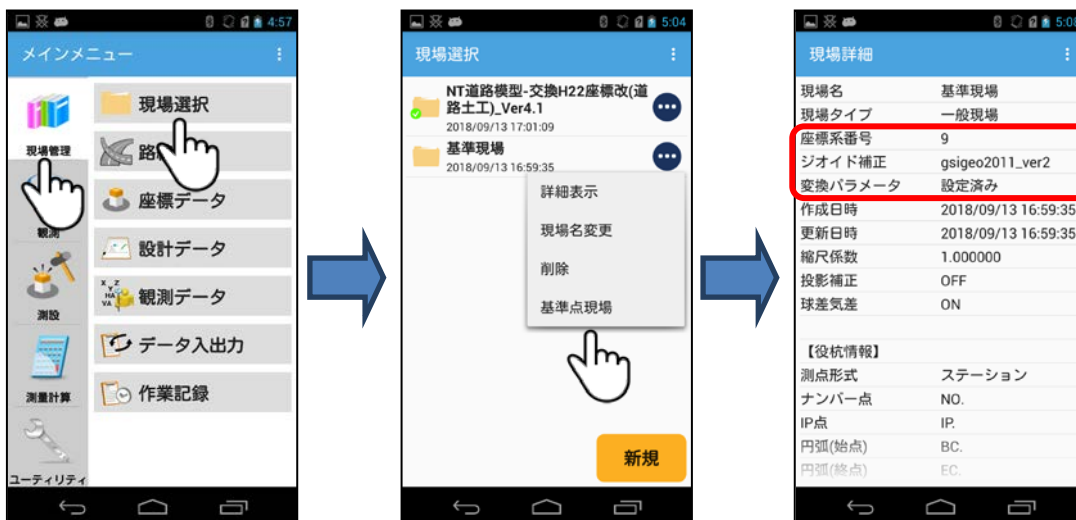 4:57
メインメニュー
現場管理
現場選択
路
座標データ
観測
設計データ
X Y Z
HA
VA
観測データ
測設
データ入出力
測量計算
作業記録
ユーティリティ
5:04
現場選択
NT道路模型-交換H22座標改(道
路土工)_Ver4.1
2018/09/13 17:01:09
基準現場
2018/09/13 16:59:35
詳細表示
現場名変更
削除
基準点現場
新規
5:08
現場詳細
現場名 基準現場
現場タイプ 一般現場
座標系番号 9
ジオイド補正 gsigeo2011_ver2
変換パラメータ 設定済み
作成日時 2018/09/13 16:59:35
更新日時 2018/09/13 16:59:35
縮尺係数 1.000000
投影補正 OFF
球差気差 ON
【役杭情報】
測点形式 ステーション
ナンバー点 NO.
IP点 IP.
円弧(始点) BC.
円弧(終点) EC.